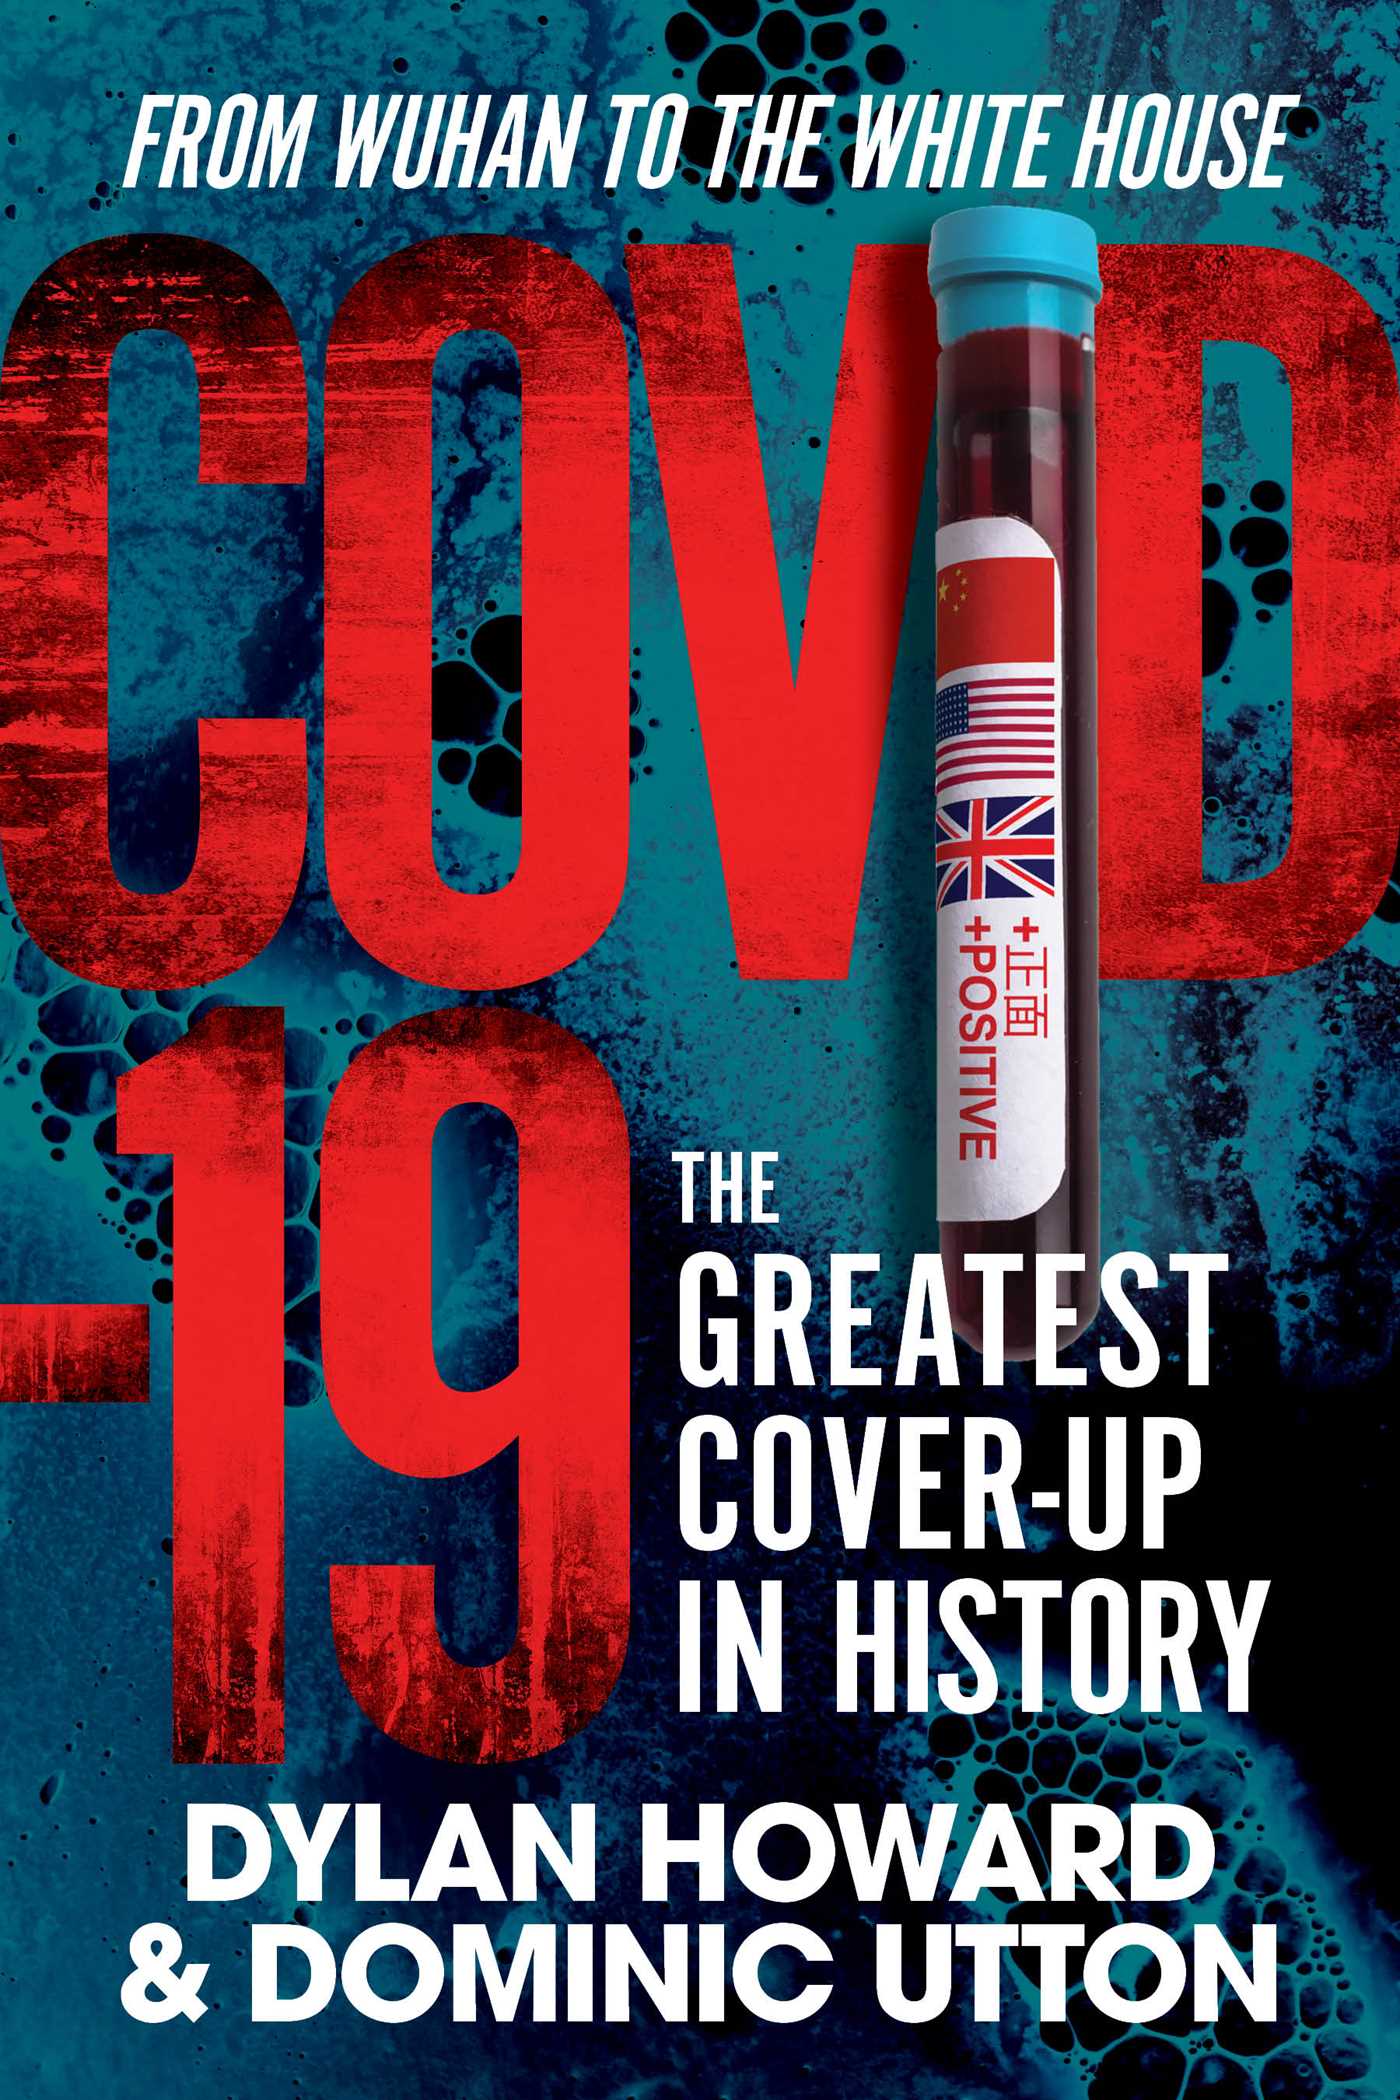 FROM WUHAN TO THE WHITE HOUSE
COVID
+正面
+POSITIVE
-19
THE
GREATEST
COVER-UP
IN HISTORY
DYLAN HOWARD
& DOMINIC UTTON